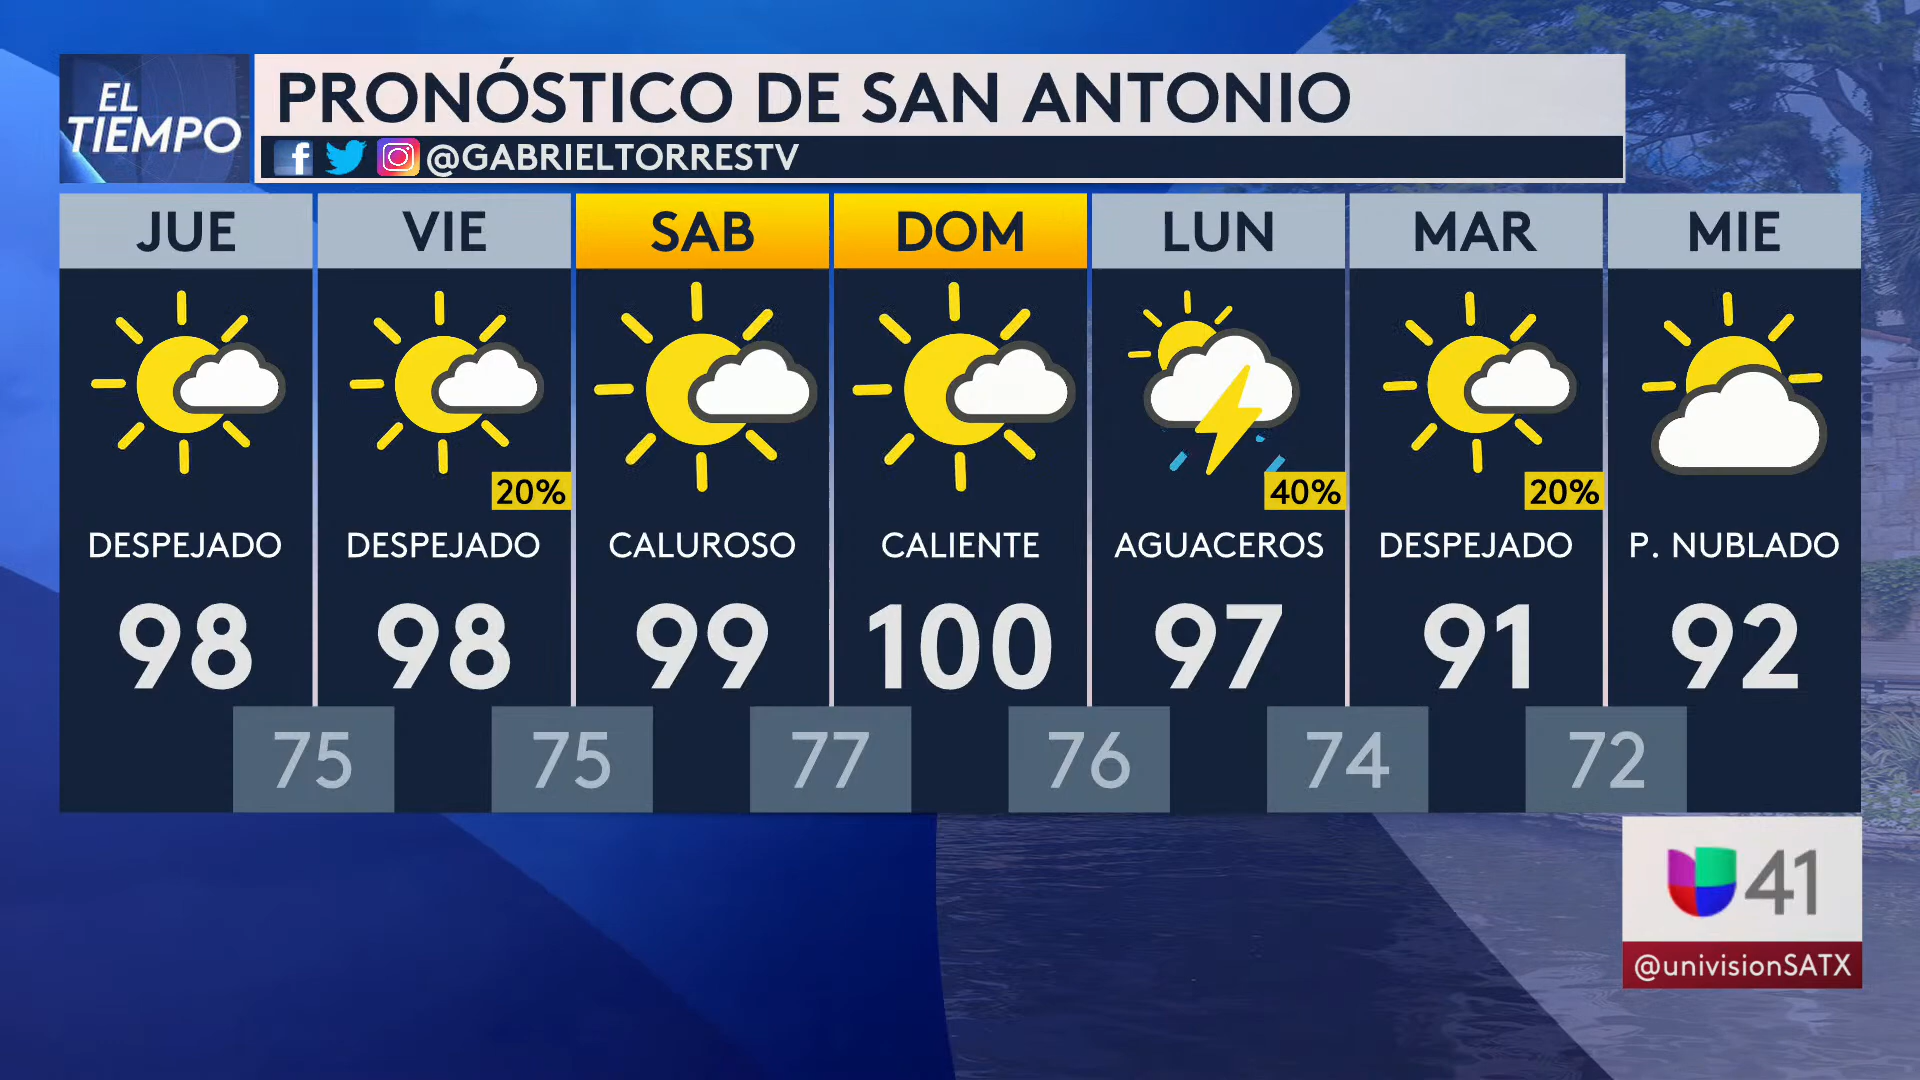 EL
TIEMPO
PRONÓSTICO DE SAN ANTONIO
@GABRIELTORRESTV
JUE VIE SAB DOM LUN MAR MIE
20% 40% 20%
DESPEJADO DESPEJADO CALUROSO CALIENTE AGUACEROS DESPEJADO P. NUBLADO
98 98 99 100 97 91 92
75 75 77 76 74 72
41
@univisionSATX